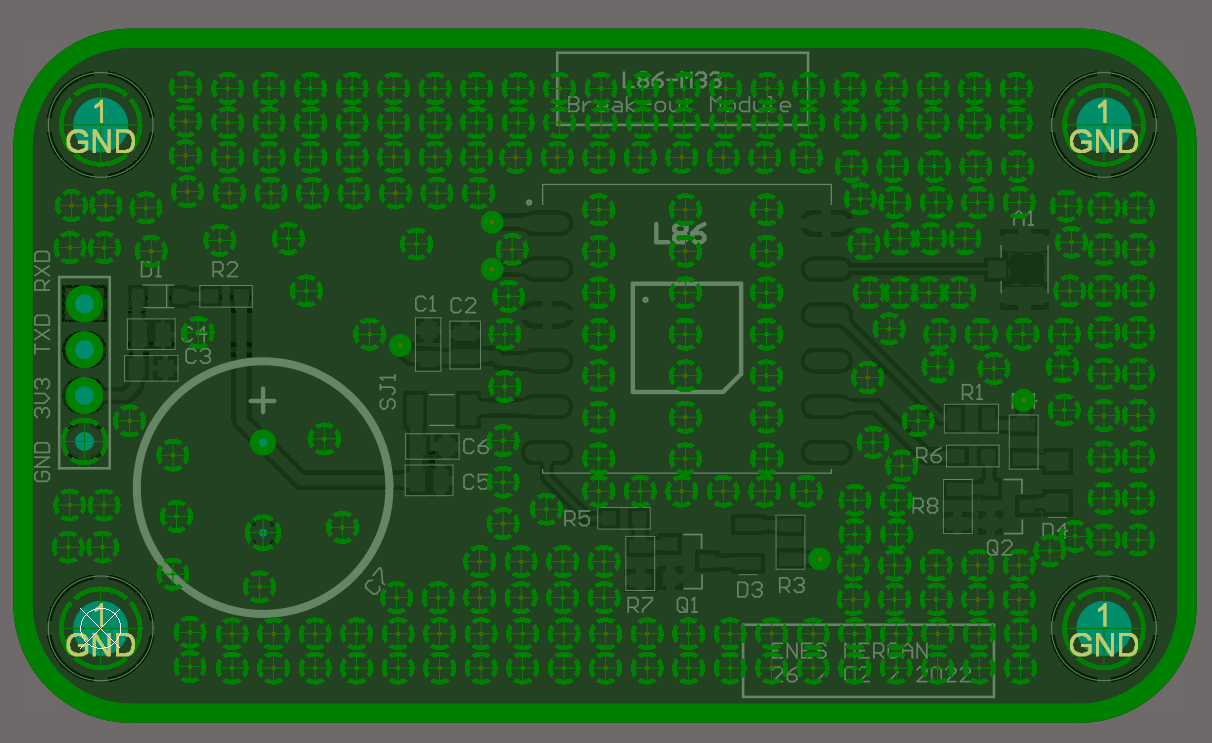 1
GND
1
GND
L86-m33
Break-out Module
L86
A1
RXD
TXD
3V3
GND
D1
R2
C4
C3
C1
C2
SJ1
C6
C5
C7
R1
R6
R8
Q2
D4
R5
R7
Q1
D3
R3
1
GND
1
GND
ENES MERCAN
26 / 02 / 2022